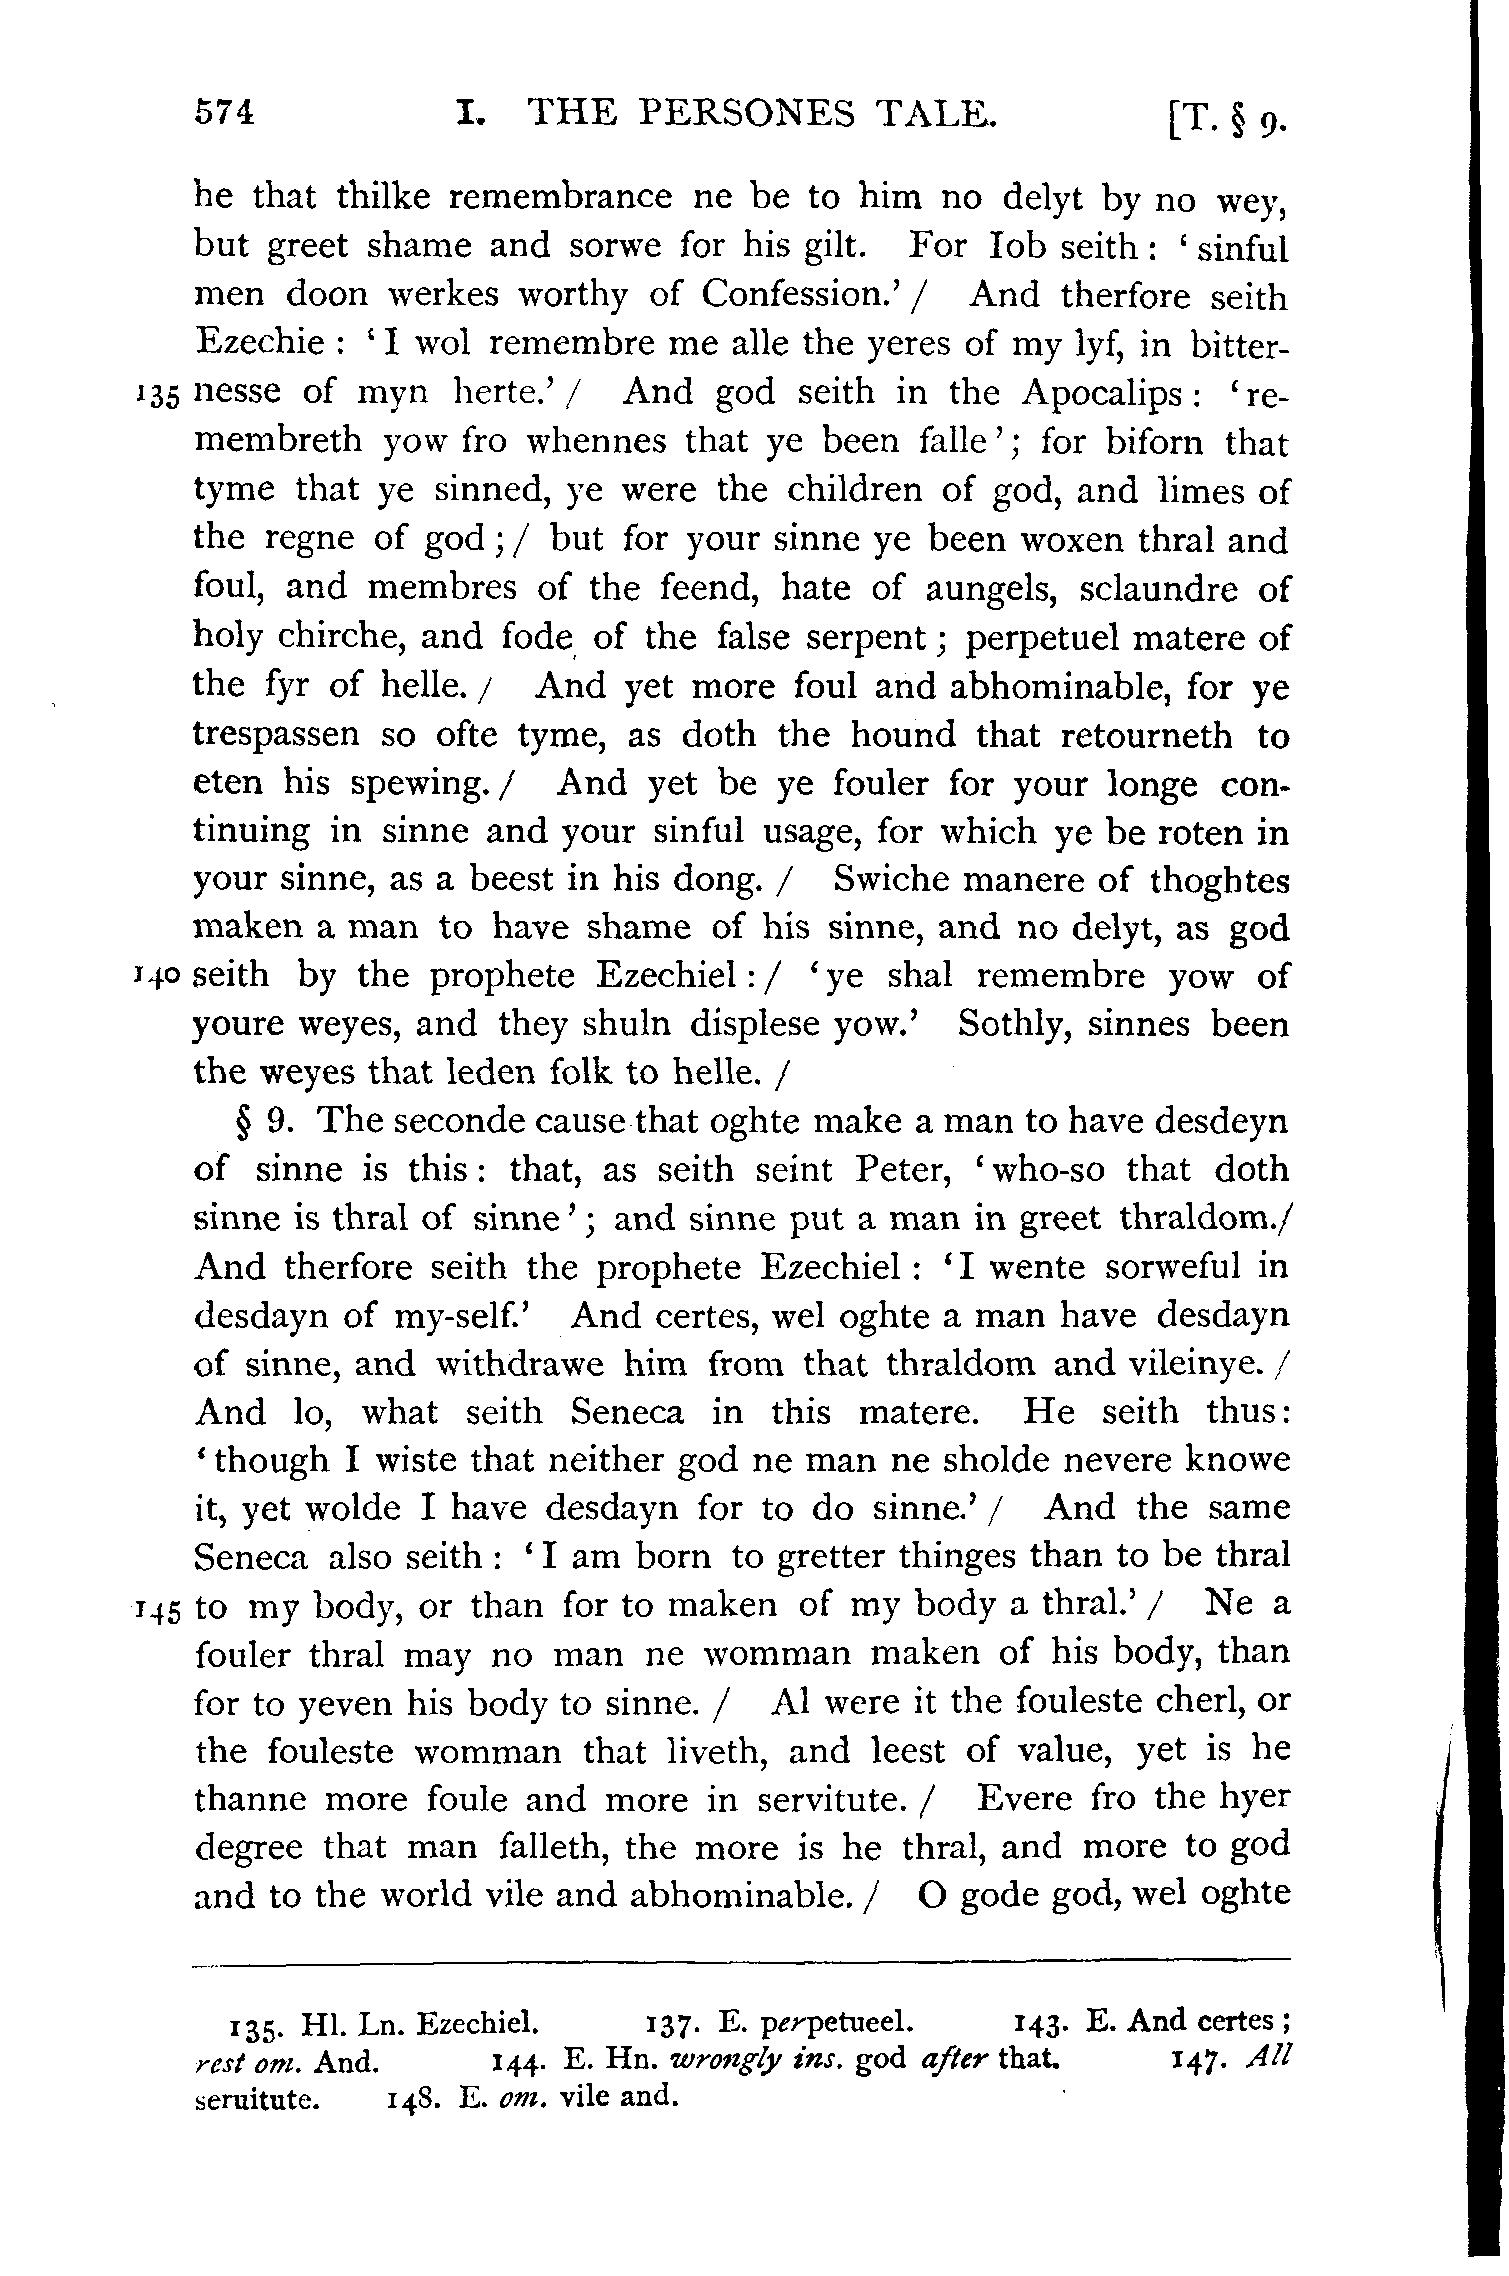 574 I. THE PERSONES TALE. [T. § 9.
he that thilke remembrance ne be to him no delyt by no wey,
but greet shame and sorwe for his gilt. For Iob seith : ‘ sinful
men doon werkes worthy of Confession.’ / And therfore seith
Ezechie : ‘ I wol remembre me alle the yeres of my lyf, in bitter-
135 nesse of myn herte.’ / And god seith in the Apocalips : ‘ re-
membreth yow fro whennes that ye been falle ’ ; for biforn that
tyme that ye sinned, ye were the children of god, and limes of
the regne of god ; / but for your sinne ye been woxen thral and
foul, and membres of the feend, hate of aungels, sclaundre of
holy chirche, and fode of the false serpent ; perpetuel matere of
the fyr of helle. / And yet more foul and abhominable, for ye
trespassen so ofte tyme, as doth the hound that retourneth to
eten his spewing. / And yet be ye fouler for your longe con-
tinuing in sinne and your sinful usage, for which ye be roten in
your sinne, as a beest in his dong. / Swiche manere of thoghtes
maken a man to have shame of his sinne, and no delyt, as god
140 seith by the prophete Ezechiel : / ‘ ye shal remembre yow of
youre weyes, and they shuln displese yow.’ Sothly, sinnes been
the weyes that leden folk to helle. /
§ 9. The seconde cause that oghte make a man to have desdeyn
of sinne is this : that, as seith seint Peter, ‘ who-so that doth
sinne is thral of sinne ’ ; and sinne put a man in greet thraldom./
And therfore seith the prophete Ezechiel : ‘ I wente sorweful in
desdayn of my-self.’ And certes, wel oghte a man have desdayn
of sinne, and withdrawe him from that thraldom and vileinye. /
And lo, what seith Seneca in this matere. He seith thus :
‘ though I wiste that neither god ne man ne sholde nevere knowe
it, yet wolde I have desdayn for to do sinne.’ / And the same
Seneca also seith : ‘ I am born to gretter thinges than to be thral
145 to my body, or than for to maken of my body a thral.’ / Ne a
fouler thral may no man ne womman maken of his body, than
for to yeven his body to sinne. / Al were it the fouleste cherl, or
the fouleste womman that liveth, and leest of value, yet is he
thanne more foule and more in servitute. / Evere fro the hyer
degree that man falleth, the more is he thral, and more to god
and to the world vile and abhominable. / O gode god, wel oghte
135. Hl. Ln. Ezechiel. 137. E. perpetueel. 143. E. And certes ;
rest om. And. 144. E. Hn. wrongly ins. god after that. 147. All
seruitute. 148. E. om. vile and.